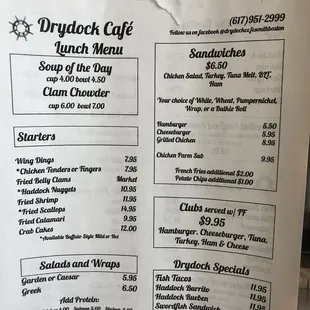 Drydock Café
Lunch Menu
(617)951-2999
Follow us on facebook @drydockcafesouthboston
Soup of the Day
cup 4.00 bowl 4.50
Clam Chowder
cup 6.00 bowl 7.00
Starters
Wing Dings 7.95
*Chicken Tenders or Fingers 7.95
Fried Belly Clams Market
*Haddock Nuggets 10.95
Fried Shrimp 11.95
*Fried Scallops 14.95
Fried Calamari 9.95
Crab Cakes 12.00
*Available Buffalo Style Mild or Hot
Salads and Wraps
Garden or Caesar 5.95
Greek 6.50
Add Protein:
Sandwiches
$6.50
Chicken Salad, Turkey, Tuna Melt, BLT,
Ham
Your choice of White, Wheat, Pumpernickel,
Wrap, or a Bulkie Roll
Hamburger 5.50
Cheeseburger 5.95
Grilled Chicken 8.95
Chicken Parm Sub 9.95
French Fries additional $2.00
Potato Chips additional $1.00
Clubs served w/ FF
$9.95
Hamburger, Cheeseburger, Tuna,
Turkey, Ham & Cheese
Drydock Specials
Fish Tacos 11.95
Haddock Burrito 11.95
Haddock Reuben 11.95
Swordfish Sandwich